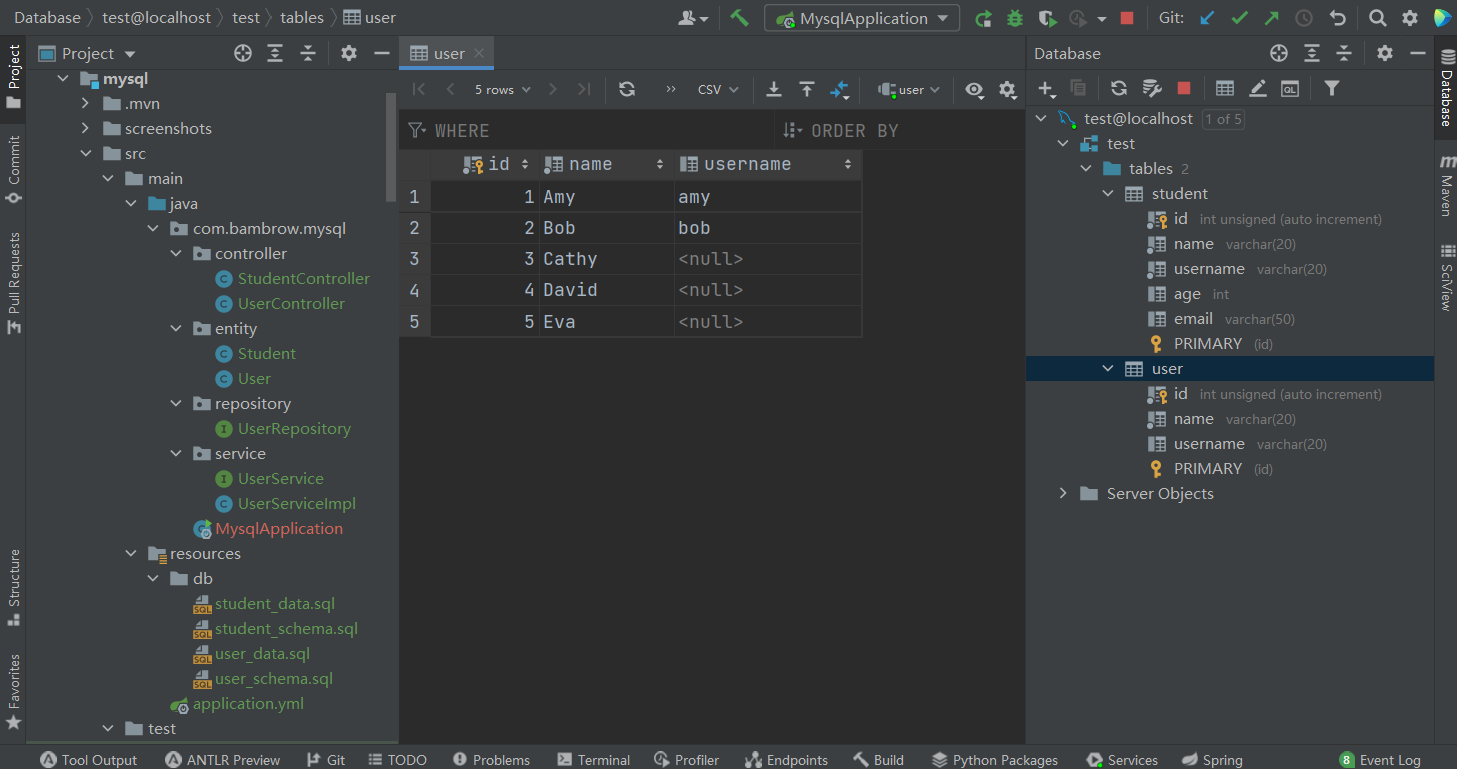 Database test@localhost test tables user
MysqlApplication
Git:
Project
user
Database
5 rows
CSV
user
WHERE
ORDER BY
id name username
1 1 Amy amy
2 2 Bob bob
3 3 Cathy <null>
4 4 David <null>
5 5 Eva <null>
mysql
.mvn
screenshots
src
main
java
com.bambrow.mysql
controller
StudentController
UserController
entity
Student
User
repository
UserRepository
service
UserService
UserServiceImpl
MysqlApplication
resources
db
student_data.sql
student_schema.sql
user_data.sql
user_schema.sql
application.yml
test
test@localhost 1 of 5
test
tables 2
student
id int unsigned (auto increment)
name varchar(20)
username varchar(20)
age int
email varchar(50)
PRIMARY (id)
user
id int unsigned (auto increment)
name varchar(20)
username varchar(20)
PRIMARY (id)
Server Objects
Project
Commit
Pull Requests
Structure
Favorites
Database
Maven
SciView
Tool Output ANTLR Preview Git TODO Problems Terminal Profiler Endpoints Build Python Packages Services Spring 8 Event Log